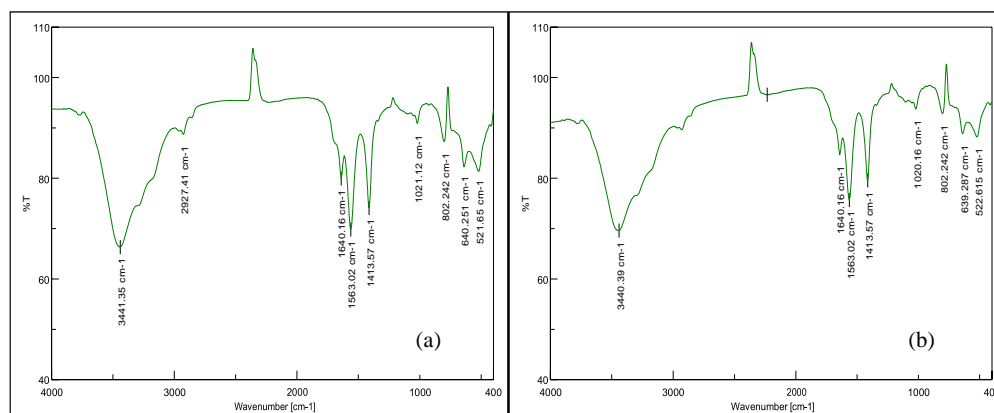 110
100
80
60
40
%T
4000
3000
2000
1000
400
Wavenumber [cm-1]
3441.35 cm-1
2927.41 cm-1
1640.16 cm-1
1563.02 cm-1
1413.57 cm-1
1021.12 cm-1
802.242 cm-1
640.251 cm-1
521.65 cm-1
(a)
110
100
80
60
40
%T
4000
3000
2000
1000
400
Wavenumber [cm-1]
3440.39 cm-1
1640.16 cm-1
1563.02 cm-1
1413.57 cm-1
1020.16 cm-1
802.242 cm-1
639.287 cm-1
522.615 cm-1
(b)